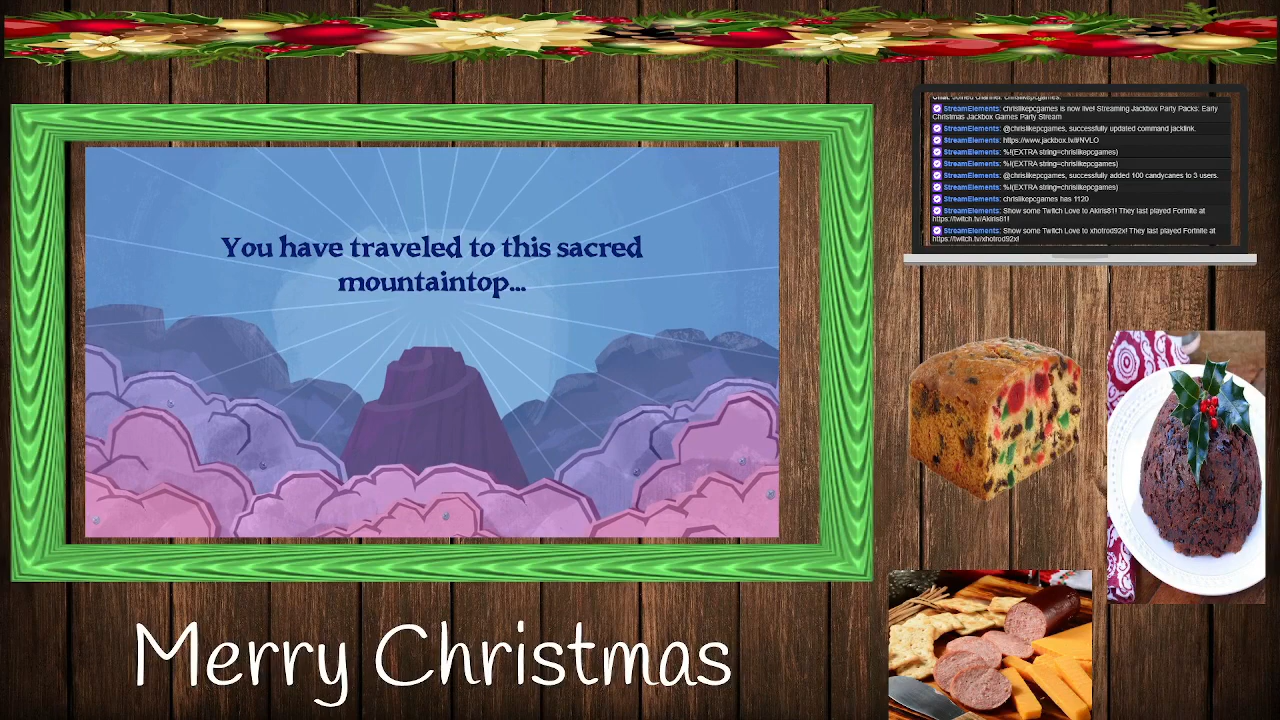 You have traveled to this sacred
mountaintop...
Chat: Joined channel: chrislikepcgames.
StreamElements: chrislikepcgames is now live! Streaming Jackbox Party Packs: Early
Christmas Jackbox Games Party Stream
StreamElements: @chrislikepcgames, successfully updated command jacklink.
StreamElements: https://www.jackbox.tv/#NVLO
StreamElements: %!(EXTRA string=chrislikepcgames)
StreamElements: %!(EXTRA string=chrislikepcgames)
StreamElements: @chrislikepcgames, successfully added 100 candycanes to 3 users.
StreamElements: %!(EXTRA string=chrislikepcgames)
StreamElements: chrislikepcgames has 1120
StreamElements: Show some Twitch Love to Akiris81! They last played Fortnite at
https://twitch.tv/Akiris81!
StreamElements: Show some Twitch Love to xhotrod92x! They last played Fortnite at
https://twitch.tv/xhotrod92x!
Merry Christmas